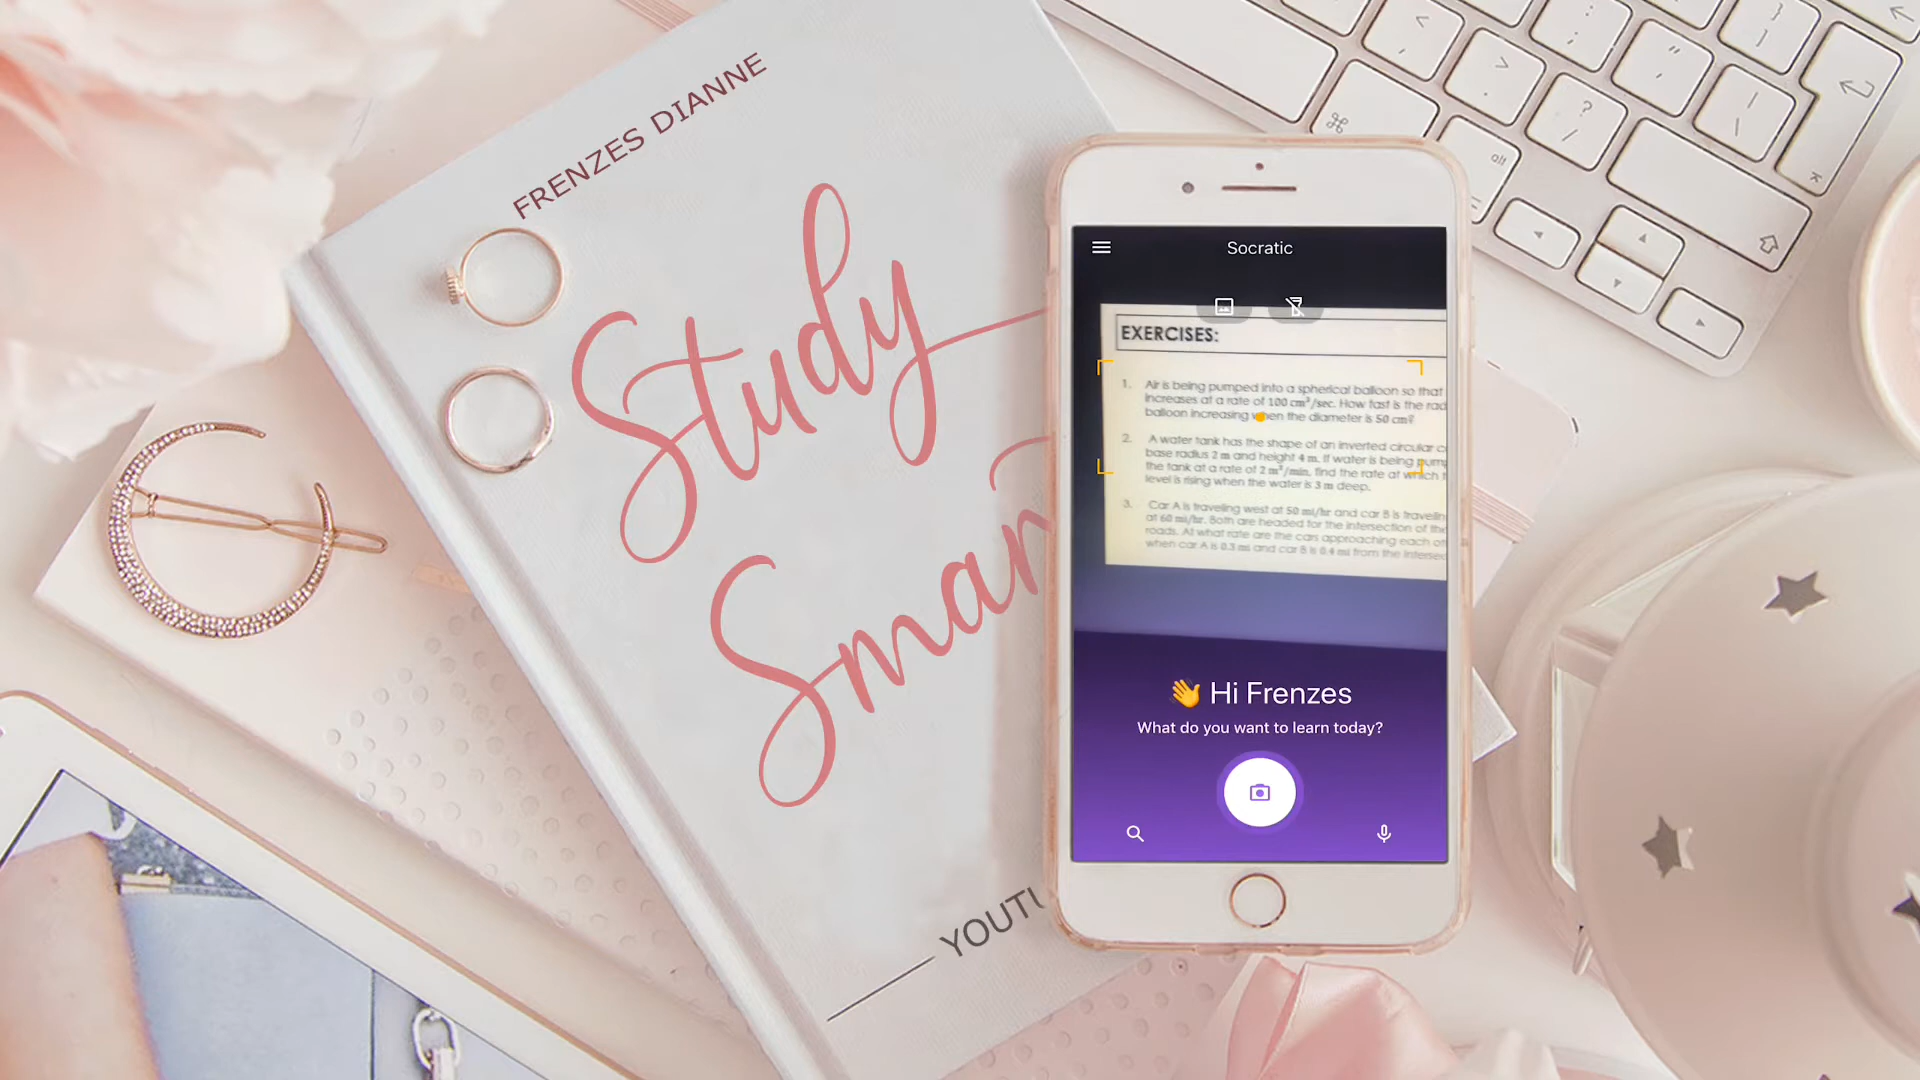 FRENZES DIANNE
Study
Smar
YOUTU
Socratic
EXERCISES:
1. Air is being pumped into a spherical balloon so that
increases at a rate of 100 cm³/sec. How fast is the rad
balloon increasing when the diameter is 50 cm?
2. A water tank has the shape of an inverted circular c
base radius 2 m and height 4 m. If water is being pump
the tank at a rate of 2 m³/min, find the rate at which t
level is rising when the water is 3 m deep.
3. Car A is traveling west at 50 mi/hr and car B is travelin
at 60 mi/hr. Both are headed for the intersection of the
roads. At what rate are the cars approaching each ot
when car A is 0.3 mi and car B is 0.4 mi from the intersec
👋 Hi Frenzes
What do you want to learn today?
alt